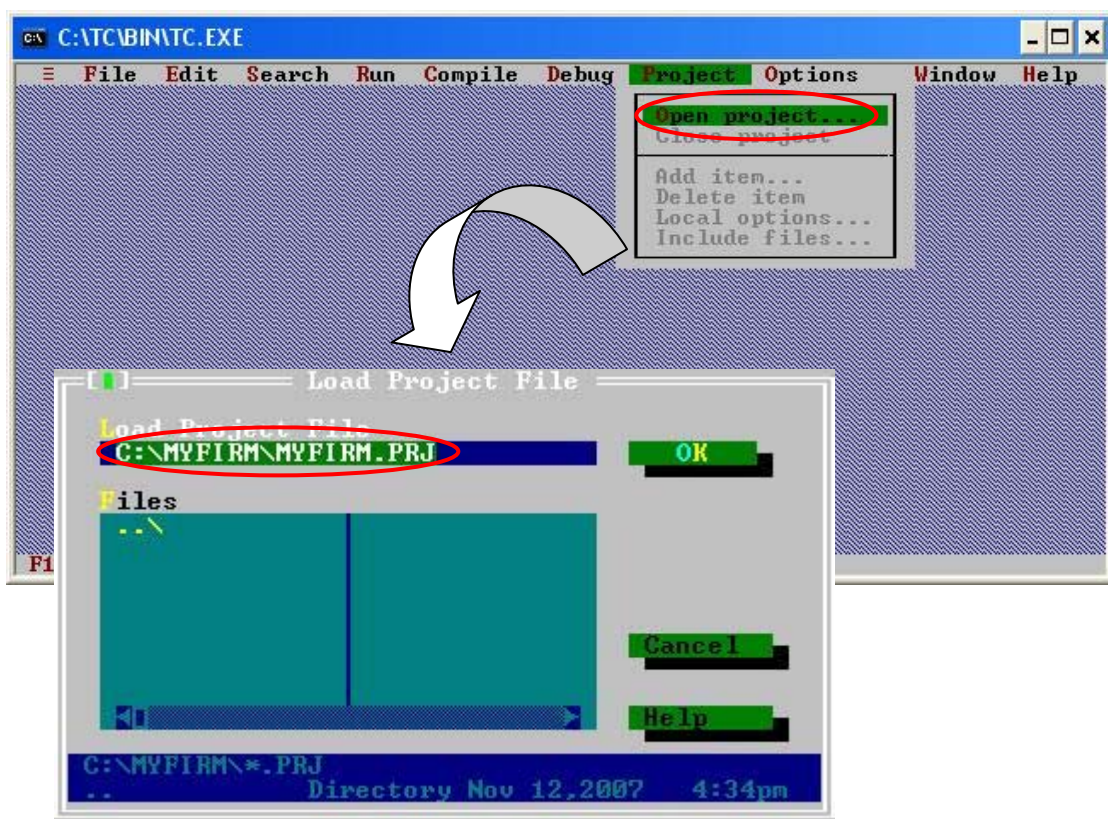 C:\TC\BIN\TC.EXE
≡ File Edit Search Run Compile Debug Project Options Window Help
Open project...
Close project
Add item...
Delete item
Local options...
Include files...
Load Project File
Load Project File
C:\MYFIRM\MYFIRM.PRJ
OK
Files
..\
F1
Cancel
Help
C:\MYFIRM\*.PRJ
.. Directory Nov 12,2007 4:34pm